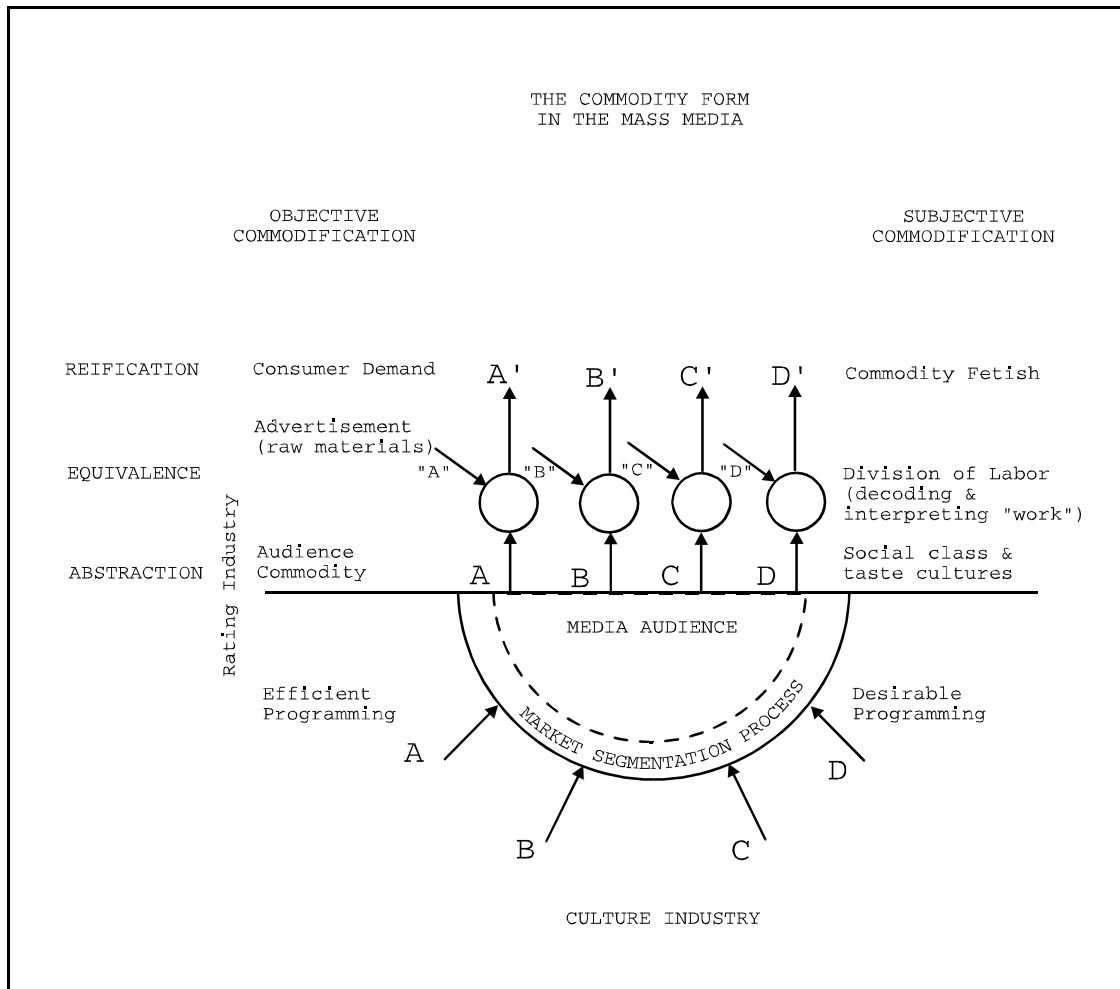 THE COMMODITY FORM
IN THE MASS MEDIA
OBJECTIVE
COMMODIFICATION
SUBJECTIVE
COMMODIFICATION
REIFICATION
Consumer Demand
A'
B'
C'
D'
Commodity Fetish
Advertisement
(raw materials)
EQUIVALENCE
"A"
"B"
"C"
"D"
Division of Labor
(decoding &
interpreting "work")
Rating Industry
ABSTRACTION
Audience
Commodity
A
B
C
D
Social class &
taste cultures
MEDIA AUDIENCE
Efficient
Programming
MARKET SEGMENTATION PROCESS
Desirable
Programming
A
B
C
D
CULTURE INDUSTRY